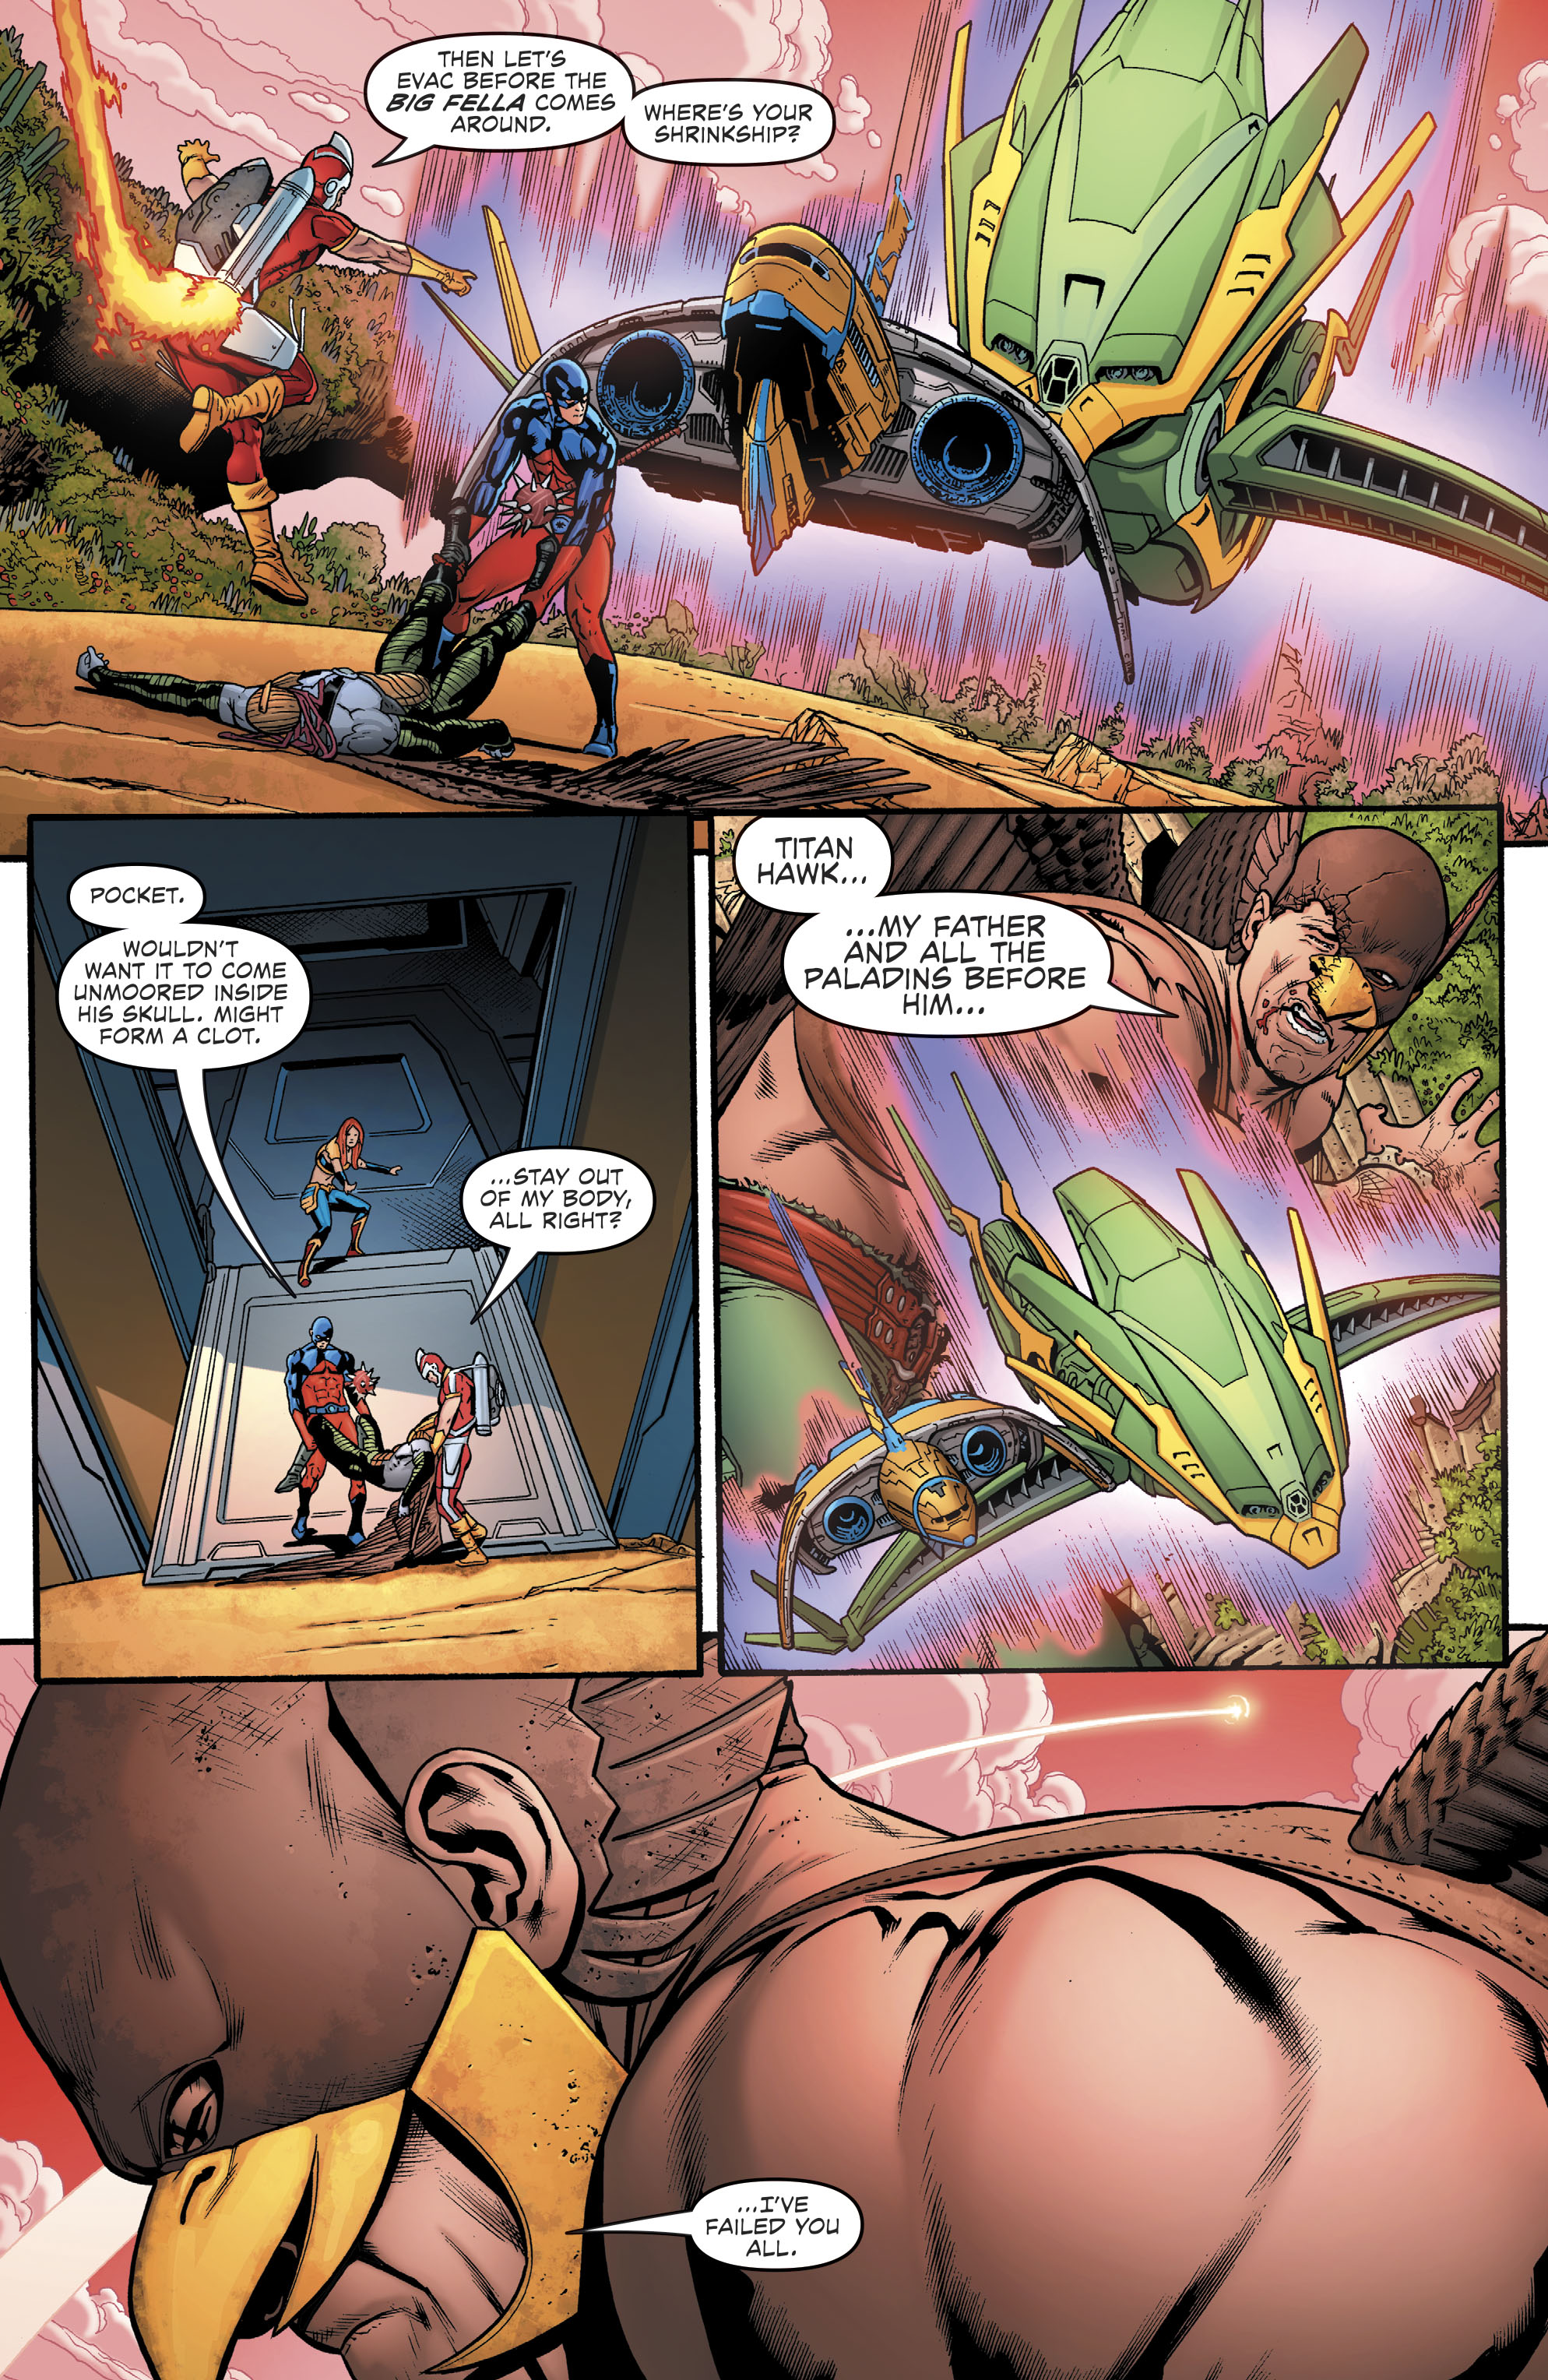 THEN LET'S
EVAC BEFORE THE
BIG FELLA COMES
AROUND.
WHERE'S YOUR
SHRINKSHIP?
POCKET.
WOULDN'T
WANT IT TO COME
UNMOORED INSIDE
HIS SKULL. MIGHT
FORM A CLOT.
...STAY OUT
OF MY BODY,
ALL RIGHT?
TITAN
HAWK...
...MY FATHER
AND ALL THE
PALADINS BEFORE
HIM...
...I'VE
FAILED YOU
ALL.